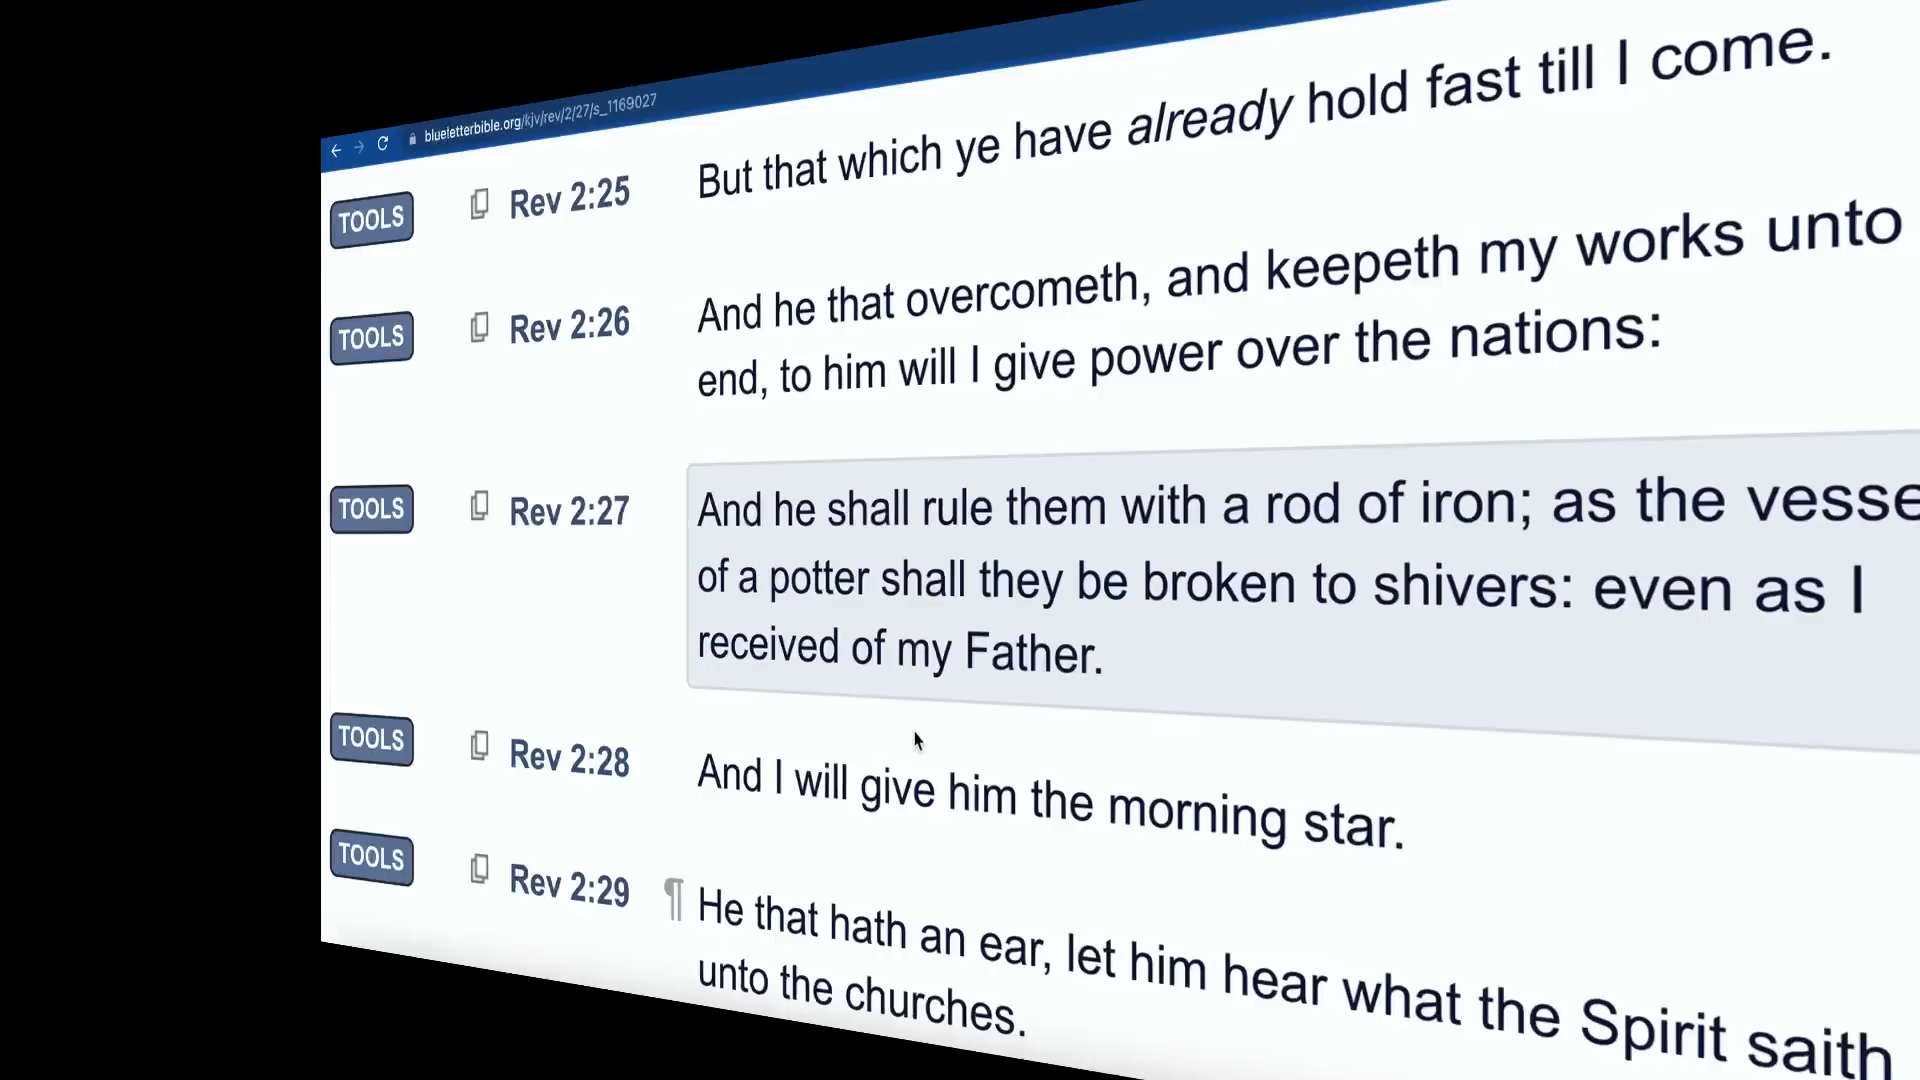 blueletterbible.org/kjv/rev/2/27/s_1169027
TOOLS Rev 2:25 But that which ye have already hold fast till I come.
TOOLS Rev 2:26 And he that overcometh, and keepeth my works unto
end, to him will I give power over the nations:
TOOLS Rev 2:27 And he shall rule them with a rod of iron; as the vesse
of a potter shall they be broken to shivers: even as I
received of my Father.
TOOLS Rev 2:28 And I will give him the morning star.
TOOLS Rev 2:29 ¶ He that hath an ear, let him hear what the Spirit saith
unto the churches.